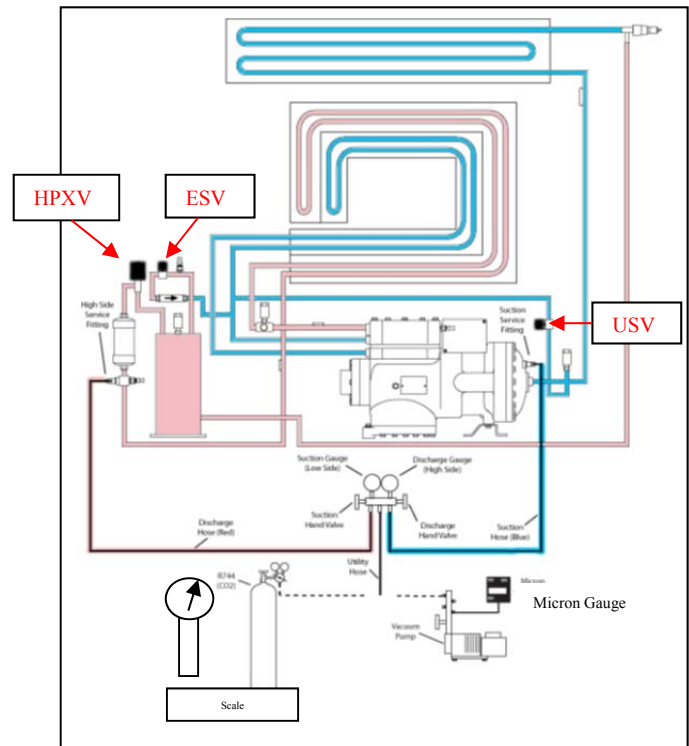 HPXV
ESV
High Side
Service
Fitting
Suction
Service
Fitting
USV
Suction Gauge
(Low Side)
Discharge Gauge
(High Side)
Suction
Hand Valve
Discharge
Hand Valve
Discharge
Hose (Red)
Suction
Hose (Blue)
Utility
Hose
R744
(CO2)
Micron
Micron Gauge
Vacuum
Pump
Scale